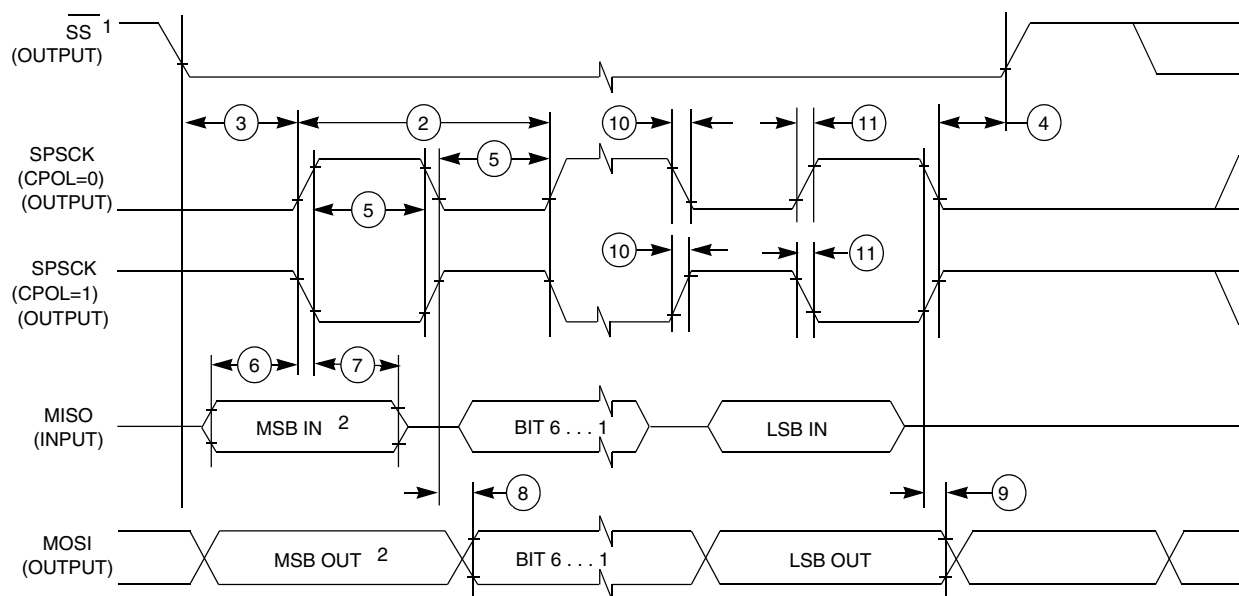 SS 1
(OUTPUT)
3
2
10
11
4
SPSCK
(CPOL=0)
(OUTPUT)
5
5
SPSCK
(CPOL=1)
(OUTPUT)
10
11
6
7
MISO
(INPUT)
MSB IN 2
BIT 6 . . . 1
LSB IN
8
9
MOSI
(OUTPUT)
MSB OUT 2
BIT 6 . . . 1
LSB OUT